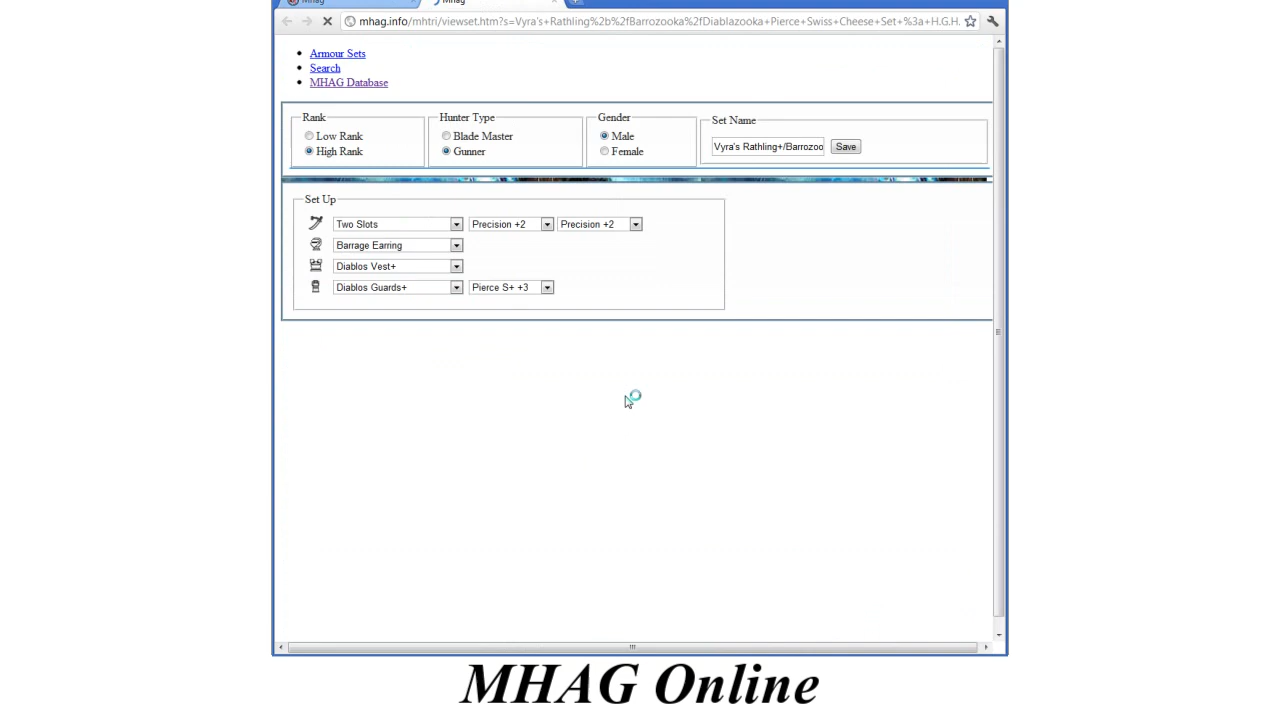 Mhag
Mhag
mhag.info/mhtri/viewset.htm?s=Vyra's+Rathling%2b%2fBarrozooka%2fDiablazooka+Pierce+Swiss+Cheese+Set+%3a+H.G.H.
Armour Sets
Search
MHAG Database
Rank
Low Rank
High Rank
Hunter Type
Blade Master
Gunner
Gender
Male
Female
Set Name
Vyra's Rathling+/Barrozoo
Save
Set Up
Two Slots Precision +2 Precision +2
Barrage Earring
Diablos Vest+
Diablos Guards+ Pierce S+ +3
MHAG Online